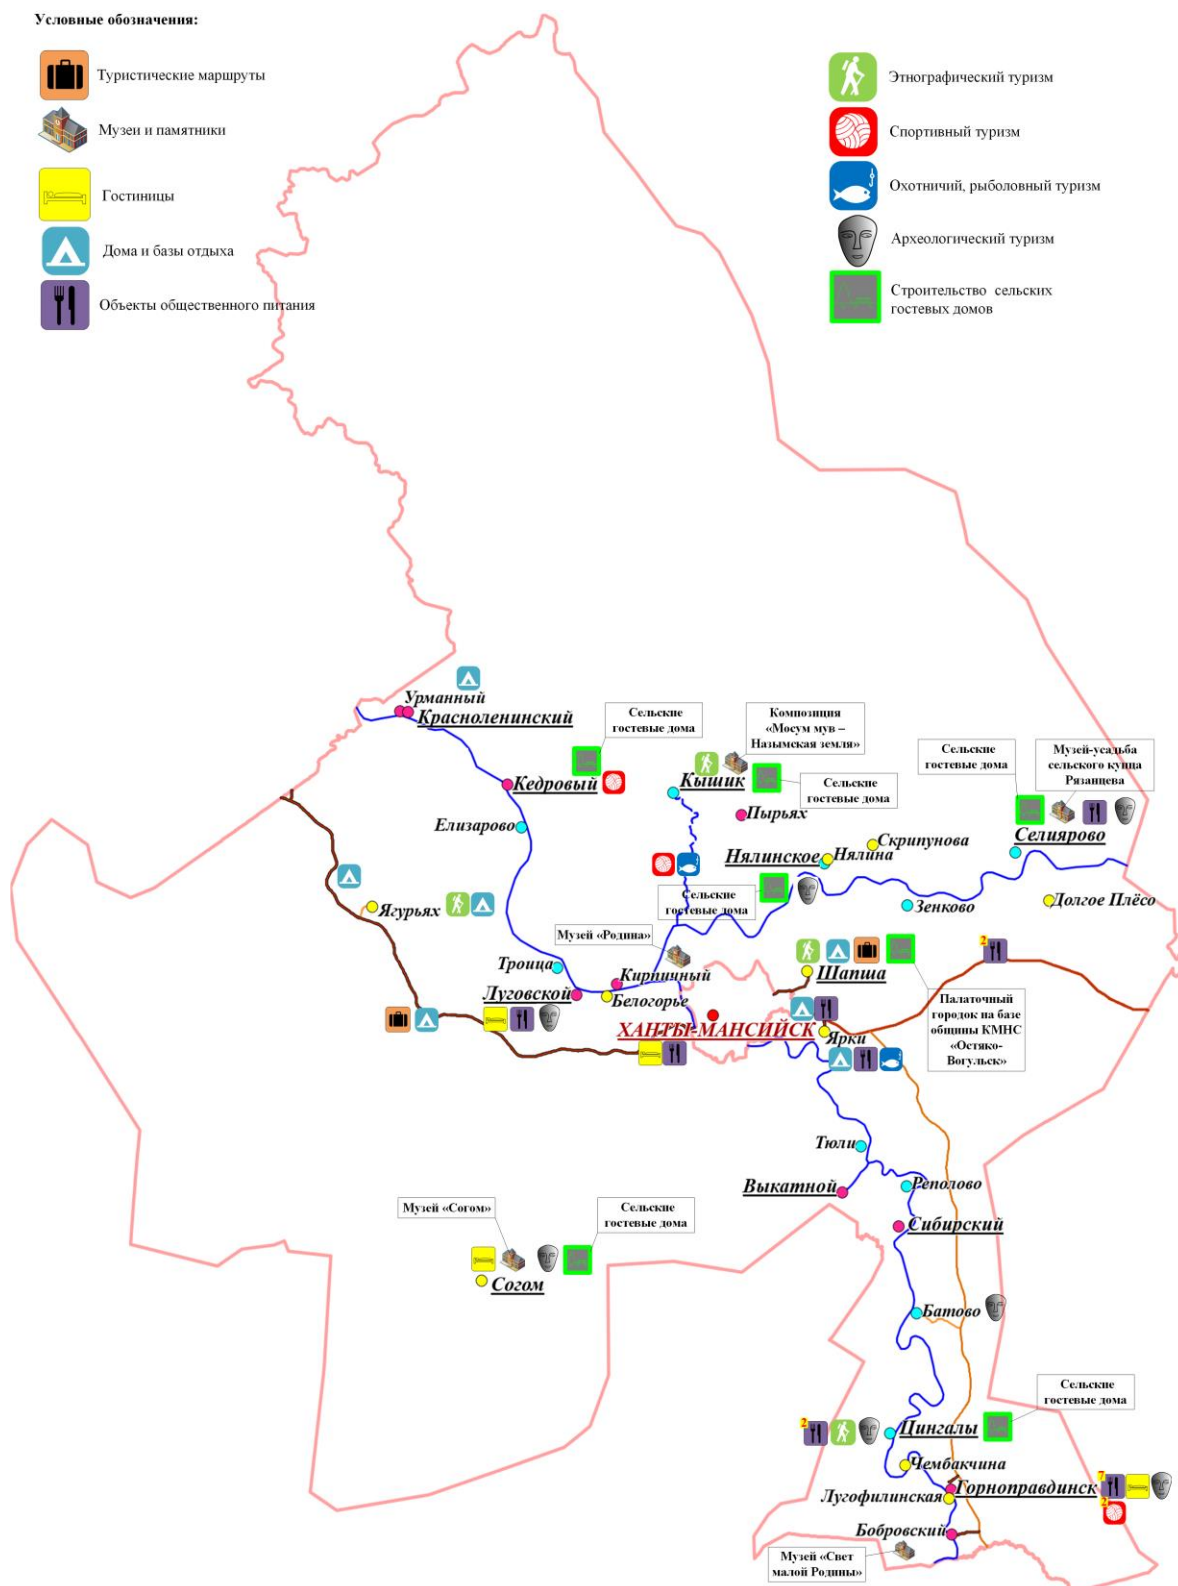 Условные обозначения:
Туристические маршруты
Музеи и памятники
Гостиницы
Дома и базы отдыха
Объекты общественного питания
Этнографический туризм
Спортивный туризм
Охотничий, рыболовный туризм
Археологический туризм
Строительство сельских
гостевых домов
Урманный
Красноленинский
Сельские
гостевые дома
Кедровый
Елизарово
Композиция
«Мосум мув –
Назымская земля»
Кышик
Сельские
гостевые дома
Пырьях
Сельские
гостевые дома
Музей-усадьба
сельского купца
Рязанцева
Селиярово
Скрипунова
Нялинское
Нялина
Сельские
гостевые дома
Зенково
Долгое Плёсо
Ягурьях
Музей «Родина»
2
Троица
Кирпичный
Шапша
Луговской
Белогорье
Палаточный
городок на базе
общины КМНС
«Остяко-
Вогульск»
ХАНТЫ-МАНСИЙСК
Ярки
Тюли
Выкатной
Реполово
Сибирский
Музей «Согом»
Сельские
гостевые дома
Согом
Батово
Сельские
гостевые дома
2
Цингалы
Чембакчина
Горноправдинск
7
2
Лугофилинская
Бобровский
Музей «Свет
малой Родины»